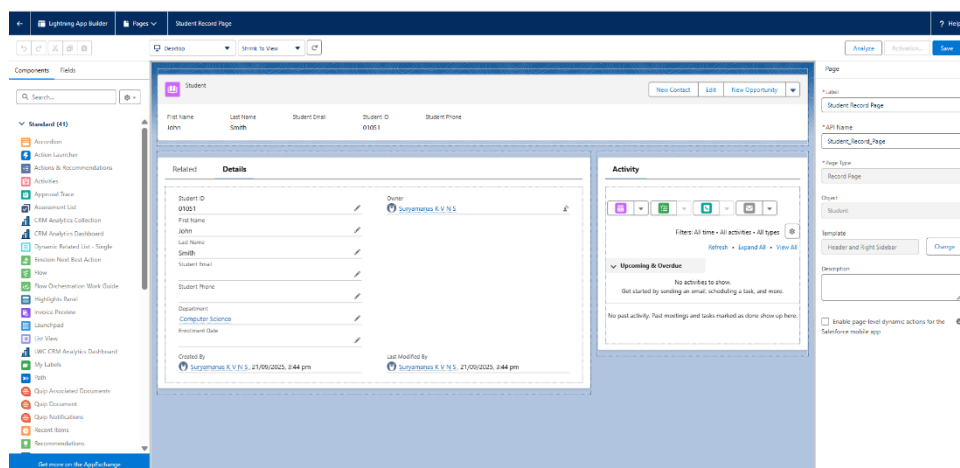 Lightning App Builder
Pages
Student Record Page
? Help
Desktop
Shrink To View
Analyze
Activation...
Save
Components
Fields
Search...
Standard (41)
Accordion
Action Launcher
Actions & Recommendations
Activities
Approval Trace
Assessment List
CRM Analytics Collection
CRM Analytics Dashboard
Dynamic Related List - Single
Einstein Next Best Action
Flow
Flow Orchestration Work Guide
Highlights Panel
Invoice Preview
Launchpad
List View
LWC CRM Analytics Dashboard
My Labels
Path
Quip Associated Documents
Quip Document
Quip Notifications
Recent Items
Recommendations
Get more on the AppExchange
Student
New Contact
Edit
New Opportunity
First Name
Last Name
Student Email
Student ID
Student Phone
John
Smith
01051
Related
Details
Student ID
01051
Owner
Suryamanus K V N S
First Name
John
Last Name
Smith
Student Email
Student Phone
Department
Computer Science
Enrollment Date
Created By
Suryamanus K V N S, 21/09/2025, 3:44 pm
Last Modified By
Suryamanus K V N S, 21/09/2025, 3:44 pm
Activity
Filters: All time • All activities • All types
Refresh • Expand All • View All
Upcoming & Overdue
No activities to show.
Get started by sending an email, scheduling a task, and more.
No past activity. Past meetings and tasks marked as done show up here.
Page
*Label
Student Record Page
*API Name
Student_Record_Page
*Page Type
Record Page
Object
Student
Template
Header and Right Sidebar
Change
Description
Enable page-level dynamic actions for the
Salesforce mobile app